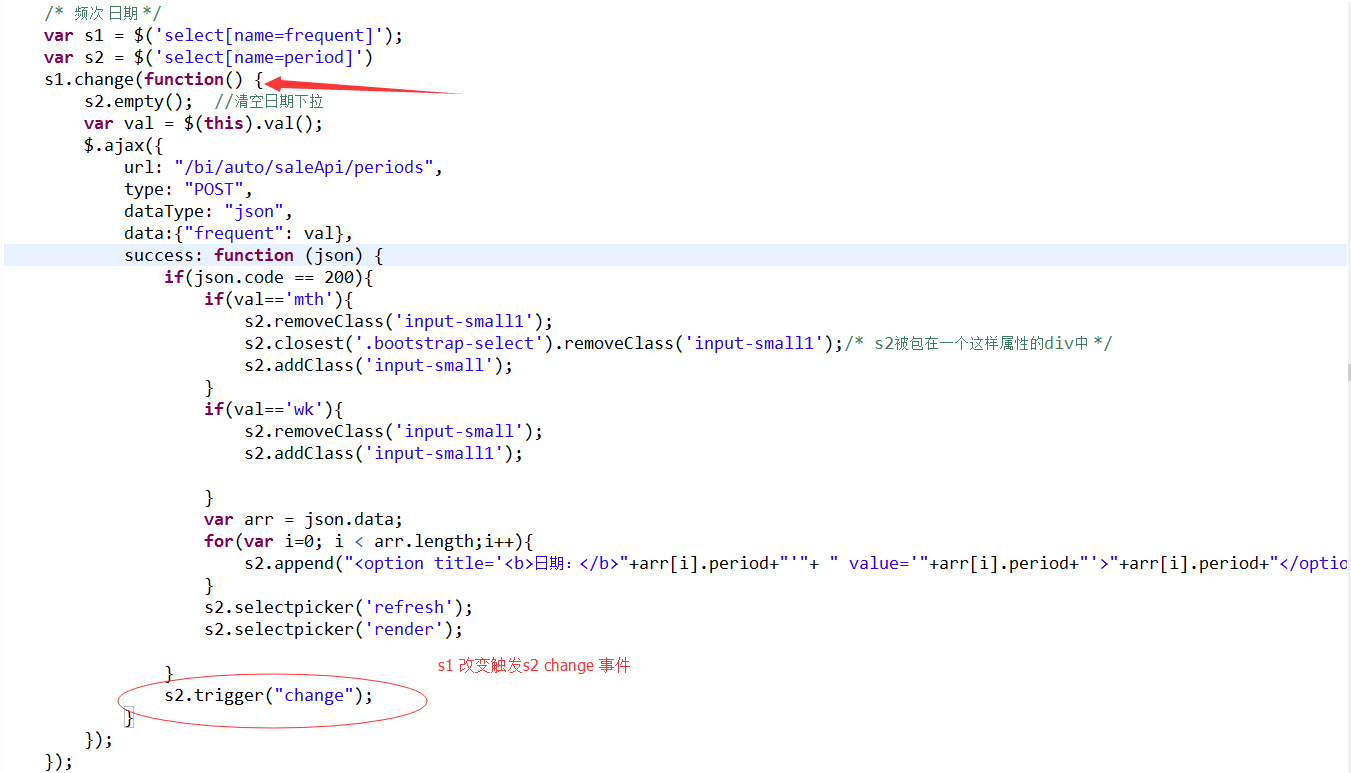 /* 频次 日期 */
var s1 = $('select[name=frequent]');
var s2 = $('select[name=period]')
s1.change(function() {
s2.empty();  //清空日期下拉
var val = $(this).val();
$.ajax({
url: "/bi/auto/saleApi/periods",
type: "POST",
dataType: "json",
data:{"frequent": val},
success: function (json) {
if(json.code == 200){
if(val=='mth'){
s2.removeClass('input-small1');
s2.closest('.bootstrap-select').removeClass('input-small1');/* s2被包在一个这样属性的div中 */
s2.addClass('input-small');
}
if(val=='wk'){
s2.removeClass('input-small');
s2.addClass('input-small1');
}
var arr = json.data;
for(var i=0; i < arr.length;i++){
s2.append("<option title='<b>日期：</b>"+arr[i].period+"'"+ " value='"+arr[i].period+"'>"+arr[i].period+"</optio
}
s2.selectpicker('refresh');
s2.selectpicker('render');
s1 改变触发s2 change 事件
}
s2.trigger("change");
}
});
});